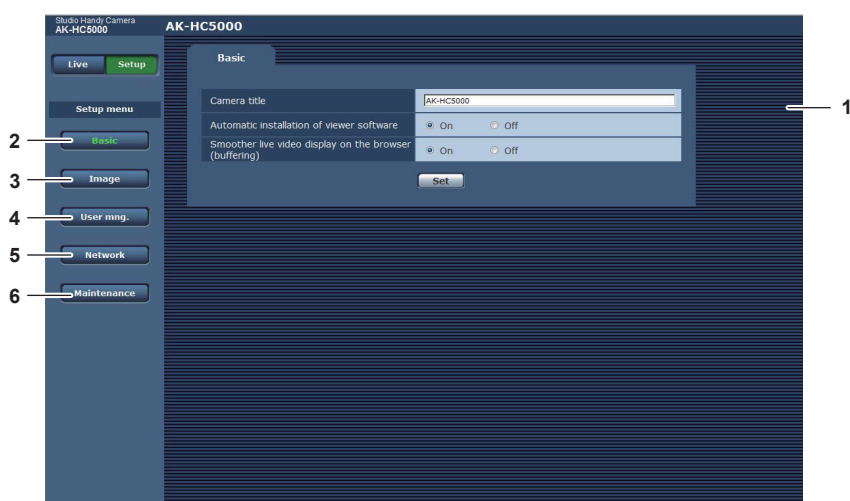 Studio Handy Camera
AK-HC5000
AK-HC5000
Live
Setup
Basic
Setup menu
Camera title
AK-HC5000
1
Automatic installation of viewer software
On
Off
2
Basic
Smoother live video display on the browser
(buffering)
On
Off
3
Image
Set
4
User mng.
5
Network
6
Maintenance